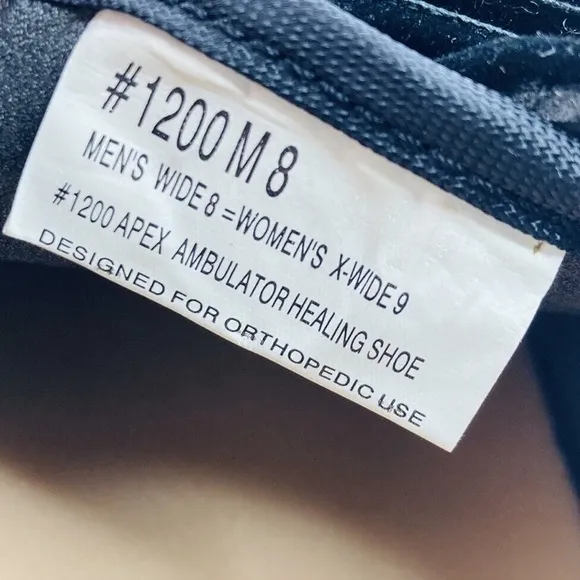 #1200 M 8
MEN'S WIDE 8 = WOMEN'S X-WIDE 9
#1200 APEX AMBULATOR HEALING SHOE
DESIGNED FOR ORTHOPEDIC USE